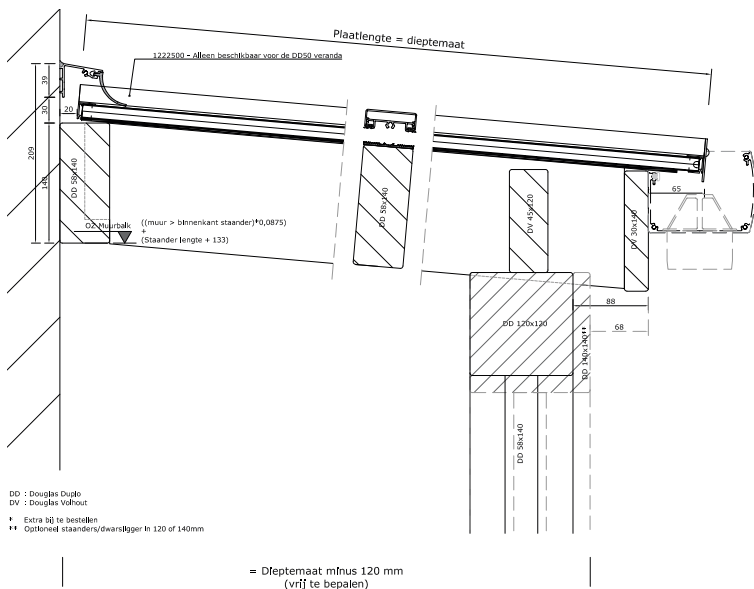 Plaatlengte = dieptemaat
1222500 - Alleen beschikbaar voor de DD50 veranda
39
30
20
209
140
DD 58x140
OZ Muurbalk
((muur > binnenkant staander)*0,0875)
+
(Staander lengte + 133)
DD 58x140
DV 45x120
DV 30x140
65
88
68
DD 120x120
DD 140x140**
DD 58x140
DD : Douglas Duplo
DV : Douglas Volhout
* Extra bij te bestellen
** Optioneel staanders/dwarsligger in 120 of 140mm
= Dieptemaat minus 120 mm
(vrij te bepalen)